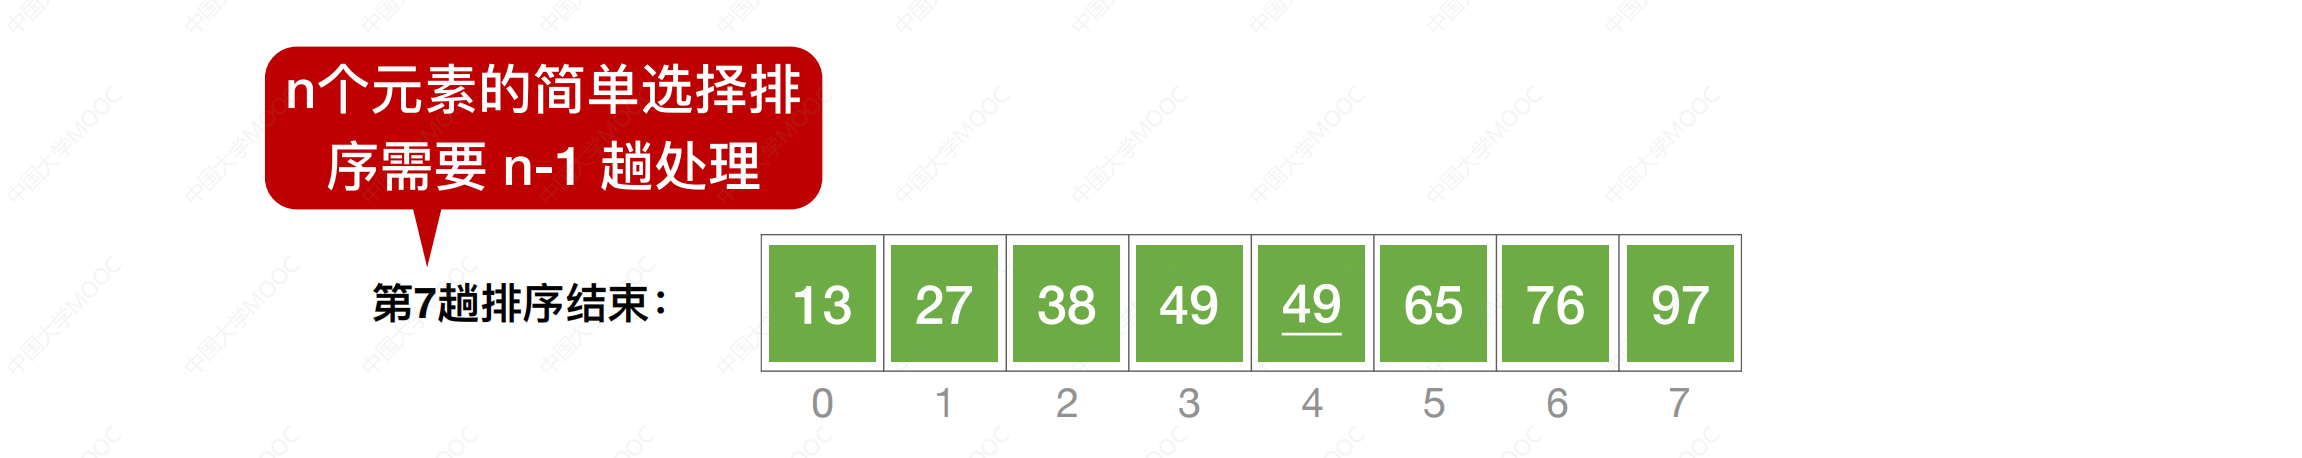 n个元素的简单选择排
序需要 n-1 趟处理
第7趟排序结束：
13 27 38 49 49 65 76 97
0 1 2 3 4 5 6 7
中国大学MOOC